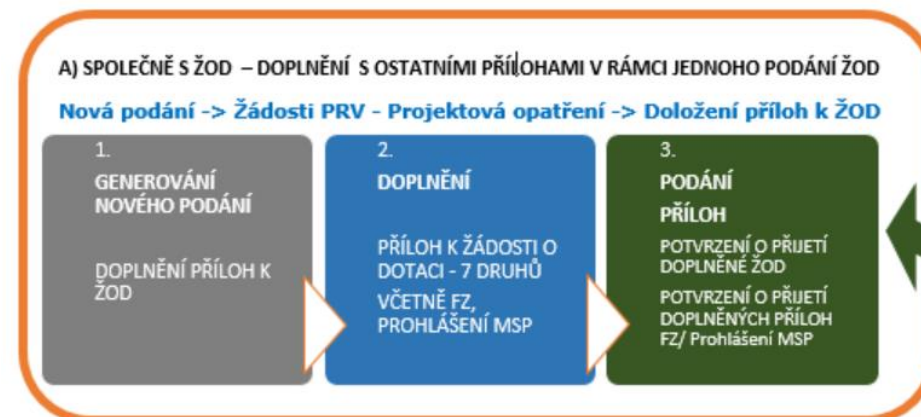 A) SPOLEČNĚ S ŽOD – DOPLNĚNÍ S OSTATNÍMI PŘÍLOHAMI V RÁMCI JEDNOHO PODÁNÍ ŽOD
Nová podání -> Žádosti PRV - Projektová opatření -> Doložení příloh k ŽOD
1.
GENEROVÁNÍ
NOVÉHO PODÁNÍ
DOPLNĚNÍ PŘÍLOH K
ŽOD
2.
DOPLNĚNÍ
PŘÍLOH K ŽÁDOSTI O
DOTACI - 7 DRUHŮ
VČETNĚ FZ,
PROHLÁŠENÍ MSP
3.
PODÁNÍ
PŘÍLOH
POTVRZENÍ O PŘIJETÍ
DOPLNĚNÉ ŽOD
POTVRZENÍ O PŘIJETÍ
DOPLNĚNÝCH PŘÍLOH
FZ/ Prohlášení MSP